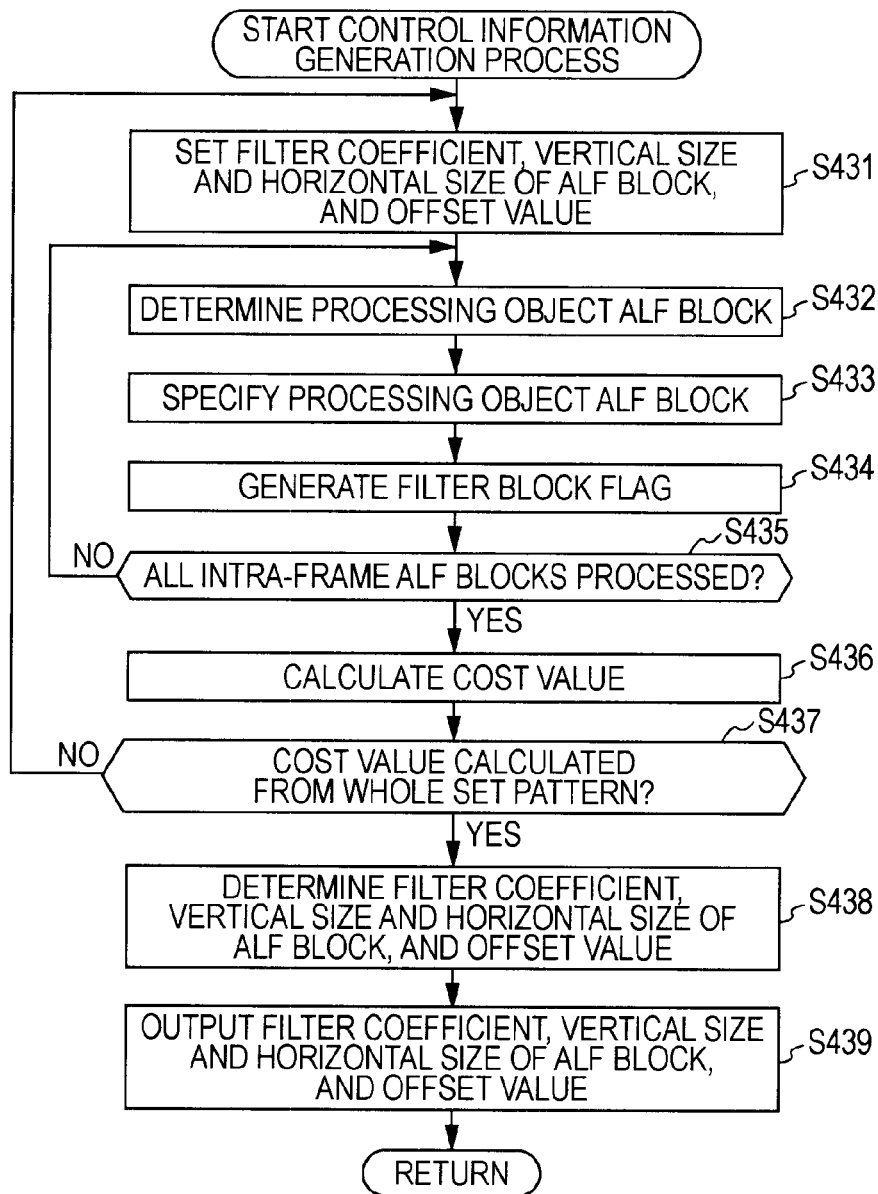 START CONTROL INFORMATION
GENERATION PROCESS
SET FILTER COEFFICIENT, VERTICAL SIZE
AND HORIZONTAL SIZE OF ALF BLOCK,
AND OFFSET VALUE
S431
DETERMINE PROCESSING OBJECT ALF BLOCK
S432
SPECIFY PROCESSING OBJECT ALF BLOCK
S433
GENERATE FILTER BLOCK FLAG
S434
S435
NO
ALL INTRA-FRAME ALF BLOCKS PROCESSED?
YES
CALCULATE COST VALUE
S436
S437
NO
COST VALUE CALCULATED
FROM WHOLE SET PATTERN?
YES
DETERMINE FILTER COEFFICIENT,
VERTICAL SIZE AND HORIZONTAL SIZE OF
ALF BLOCK, AND OFFSET VALUE
S438
OUTPUT FILTER COEFFICIENT, VERTICAL SIZE
AND HORIZONTAL SIZE OF ALF BLOCK,
AND OFFSET VALUE
S439
RETURN